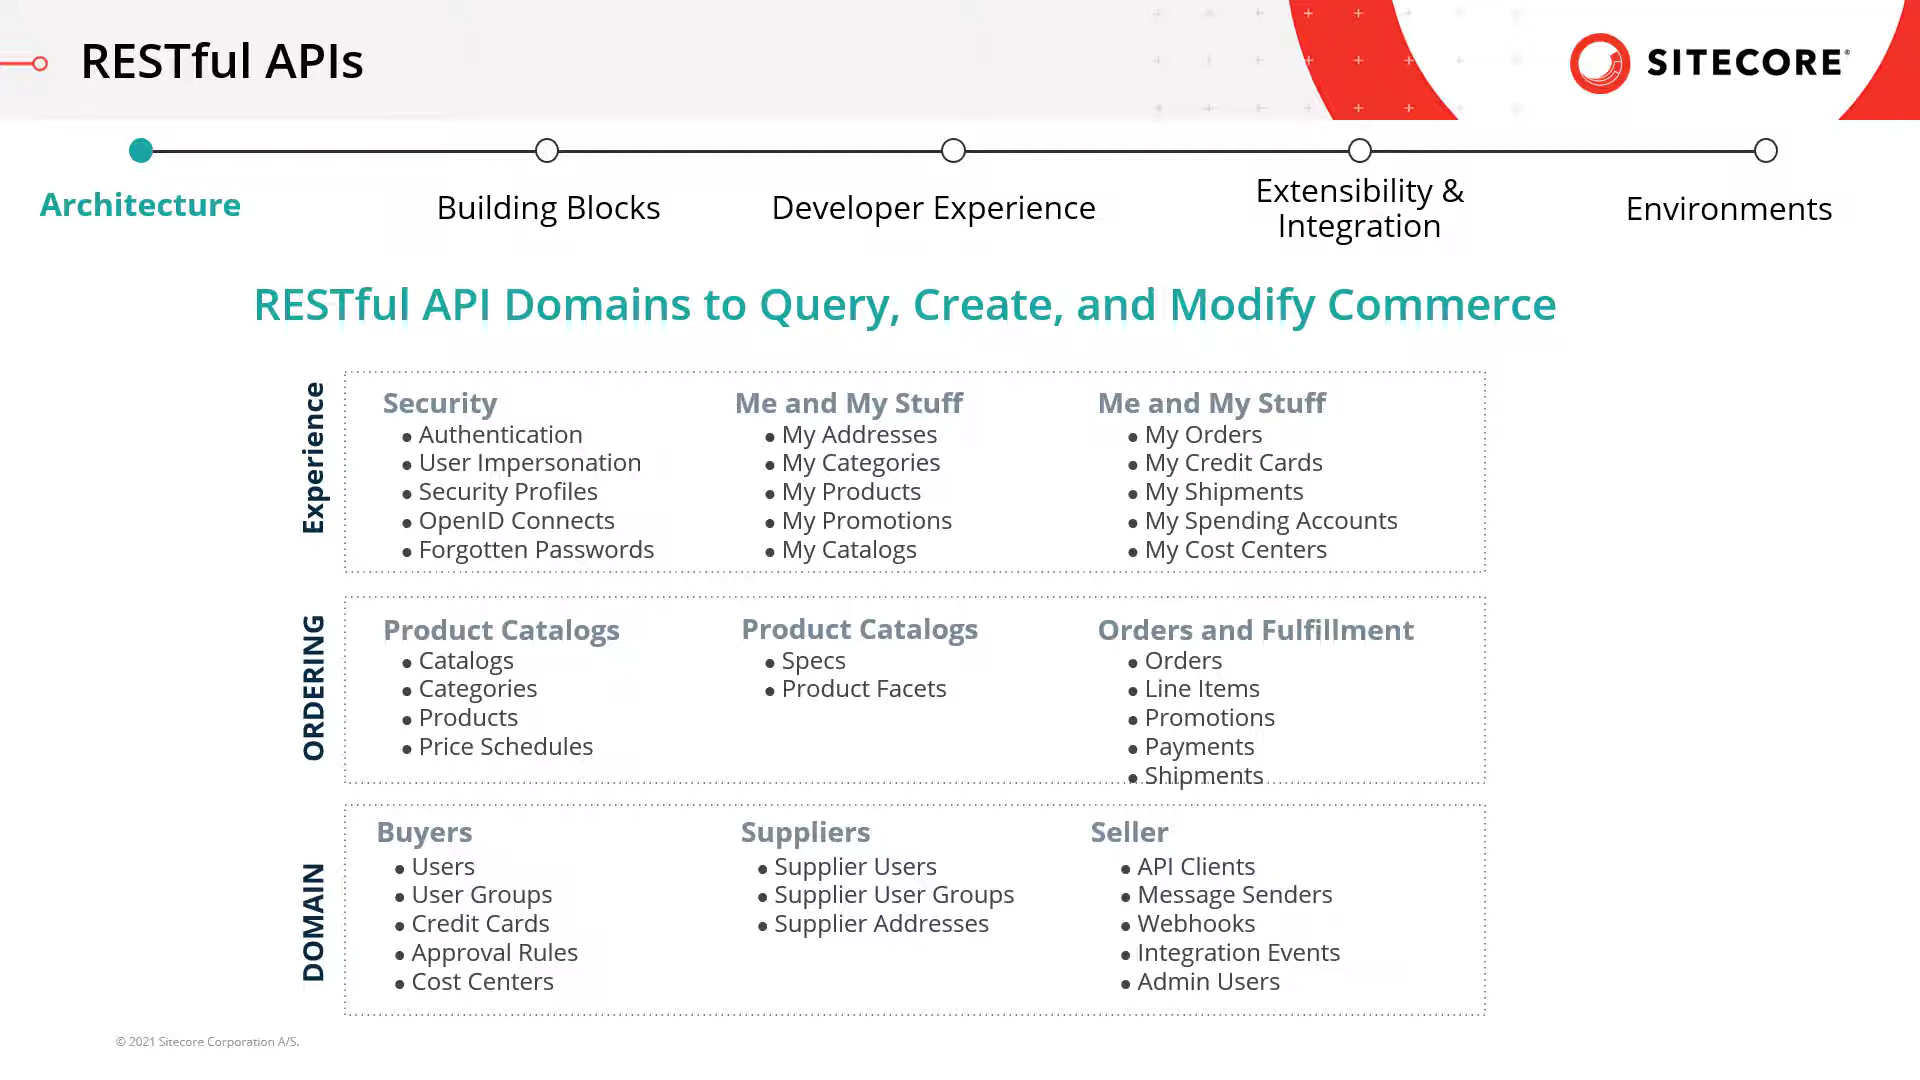 RESTful APIs
SITECORE®
Architecture
Building Blocks
Developer Experience
Extensibility &
Integration
Environments
RESTful API Domains to Query, Create, and Modify Commerce
Experience
Security
• Authentication
• User Impersonation
• Security Profiles
• OpenID Connects
• Forgotten Passwords
Me and My Stuff
• My Addresses
• My Categories
• My Products
• My Promotions
• My Catalogs
Me and My Stuff
• My Orders
• My Credit Cards
• My Shipments
• My Spending Accounts
• My Cost Centers
ORDERING
Product Catalogs
• Catalogs
• Categories
• Products
• Price Schedules
Product Catalogs
• Specs
• Product Facets
Orders and Fulfillment
• Orders
• Line Items
• Promotions
• Payments
• Shipments
DOMAIN
Buyers
• Users
• User Groups
• Credit Cards
• Approval Rules
• Cost Centers
Suppliers
• Supplier Users
• Supplier User Groups
• Supplier Addresses
Seller
• API Clients
• Message Senders
• Webhooks
• Integration Events
• Admin Users
© 2021 Sitecore Corporation A/S.